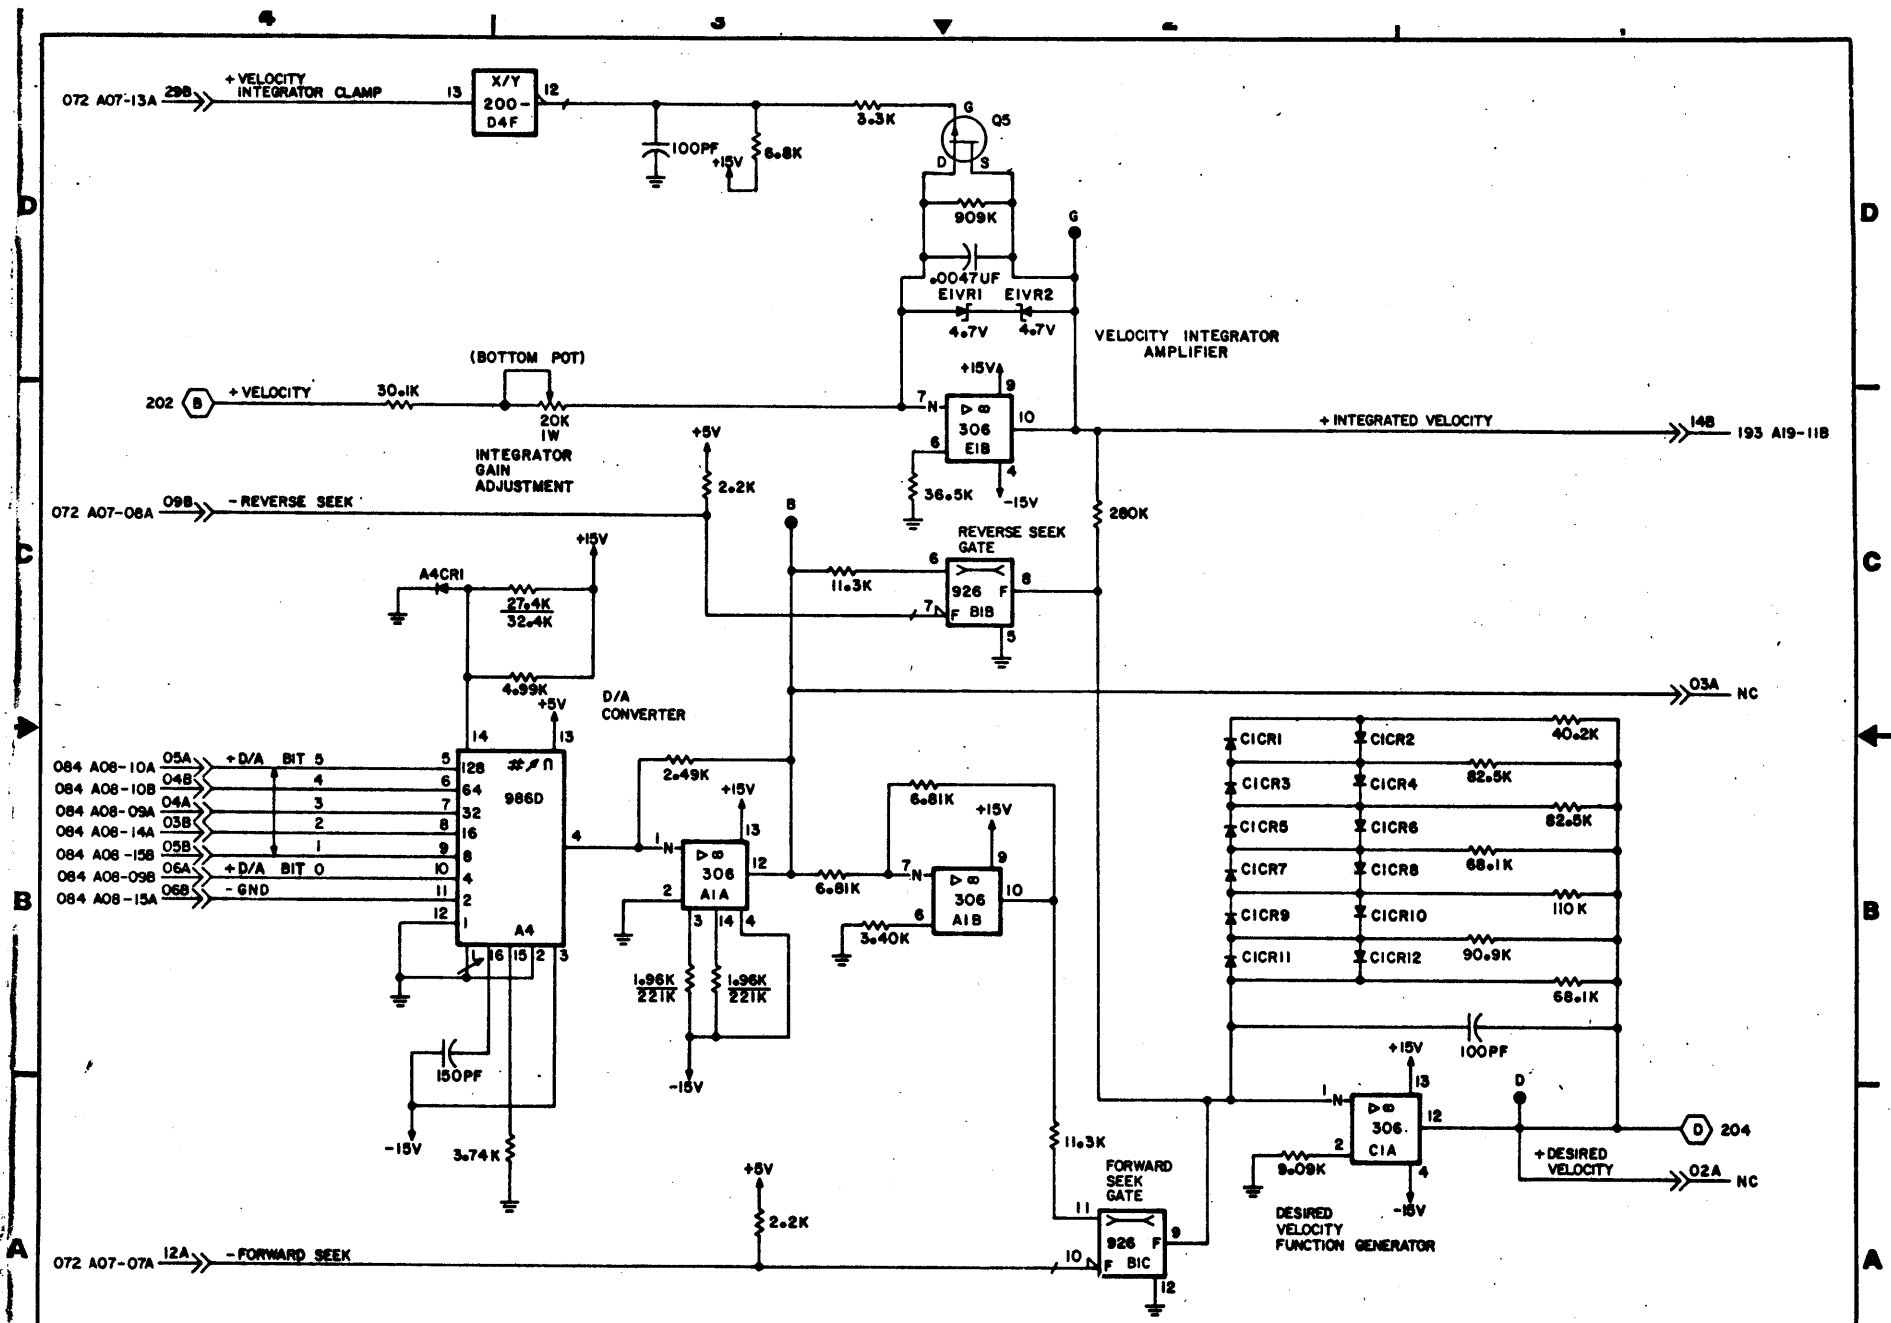 4 3 2 1
+ VELOCITY
INTEGRATOR CLAMP
072 A07-13A 29B
13 X/Y 12
200-
D4F
100PF
+15V
6.8K
3.3K
G
Q5
D S
D
D
909K
G
.0047UF
E1VR1 E1VR2
4.7V 4.7V
VELOCITY INTEGRATOR
AMPLIFIER
(BOTTOM POT)
202 B + VELOCITY 30.1K
20K
1W
INTEGRATOR
GAIN
ADJUSTMENT
+15V
9
7 N ▷ ∞ 10
306
6 E1B
4
-15V
36.5K
+ INTEGRATED VELOCITY 14B 193 A19-11B
+5V
2.2K
072 A07-08A 09B - REVERSE SEEK
B
280K
REVERSE SEEK
GATE
C
C
6
11.3K
926 F 8
7 F B1B
5
A4CR1
+15V
27.4K
32.4K
4.99K
D/A
CONVERTER
+5V
03A NC
14 13
084 A08-10A 05A + D/A BIT 5 5 128
084 A08-10B 04B 4 6 64
084 A08-09A 04A 3 7 32
084 A08-14A 03B 2 8 16
084 A08-15B 05B 1 9 8
084 A08-09B 06A + D/A BIT 0 10 4
084 A08-15A 06B - GND 11 2
12 1
986D
4
A4
1 16 15 2 3
2.49K
+15V
13
1 N ▷ ∞ 12
306
2 A1A
3 14 4
1.96K
221K
1.96K
221K
-15V
150PF
-15V
3.74K
6.81K
6.81K
+15V
9
7 N ▷ ∞ 10
306
6 A1B
3.40K
B
B
C1CR1 C1CR2 40.2K
82.5K
C1CR3 C1CR4
82.5K
C1CR5 C1CR6
68.1K
C1CR7 C1CR8
110K
C1CR9 C1CR10
90.9K
C1CR11 C1CR12
68.1K
100PF
+15V
13
D
1 N ▷ ∞ 12
306
2 C1A
4
9.09K
-15V
D 204
+ DESIRED
VELOCITY
02A NC
DESIRED
VELOCITY
FUNCTION GENERATOR
11.3K
FORWARD
SEEK
GATE
11
926 F 9
10 F B1C
12
+5V
2.2K
A
A
072 A07-07A 12A - FORWARD SEEK